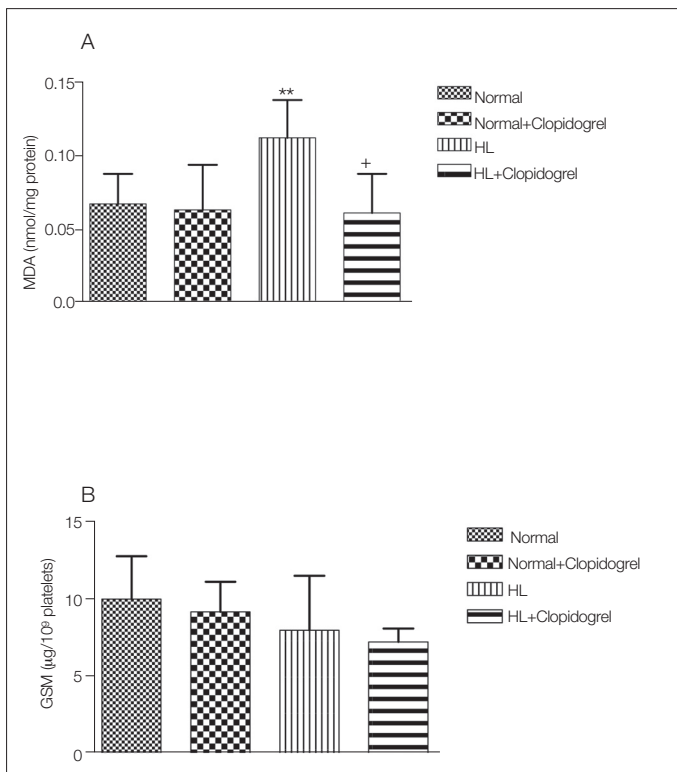 A
MDA (nmol/mg protein)
0.15
0.10
0.05
0.0
**
+
Normal
Normal+Clopidogrel
HL
HL+Clopidogrel
B
GSM (µg/10⁹ platelets)
15
10
5
0
Normal
Normal+Clopidogrel
HL
HL+Clopidogrel